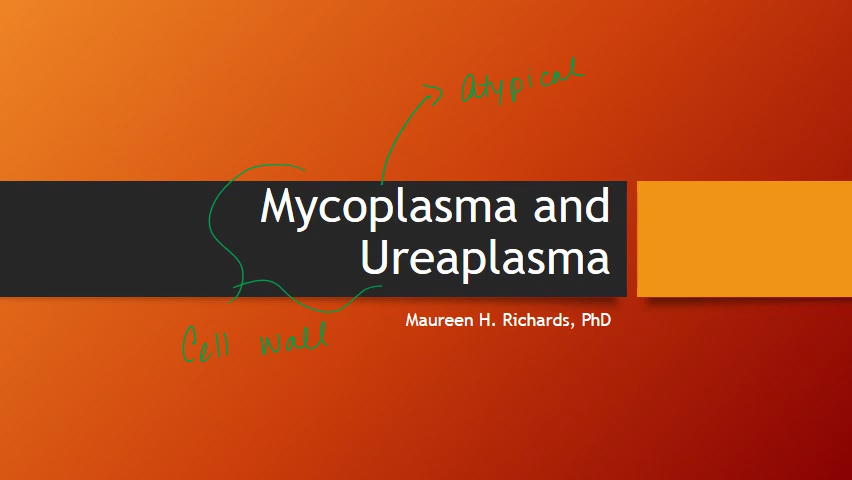 Atypical
Mycoplasma and
Ureaplasma
Maureen H. Richards, PhD
Cell wall